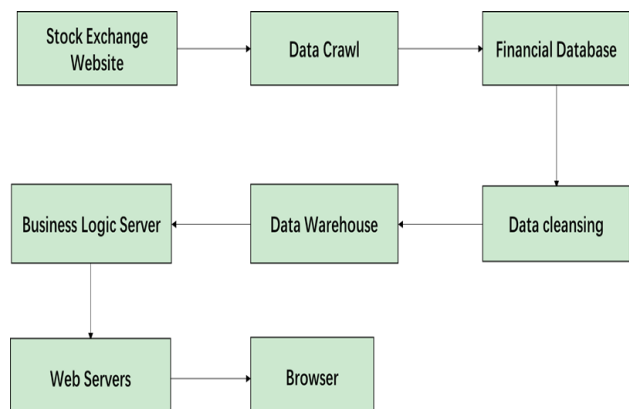 Stock Exchange
Website
Data Crawl
Financial Database
Business Logic Server
Data Warehouse
Data cleansing
Web Servers
Browser